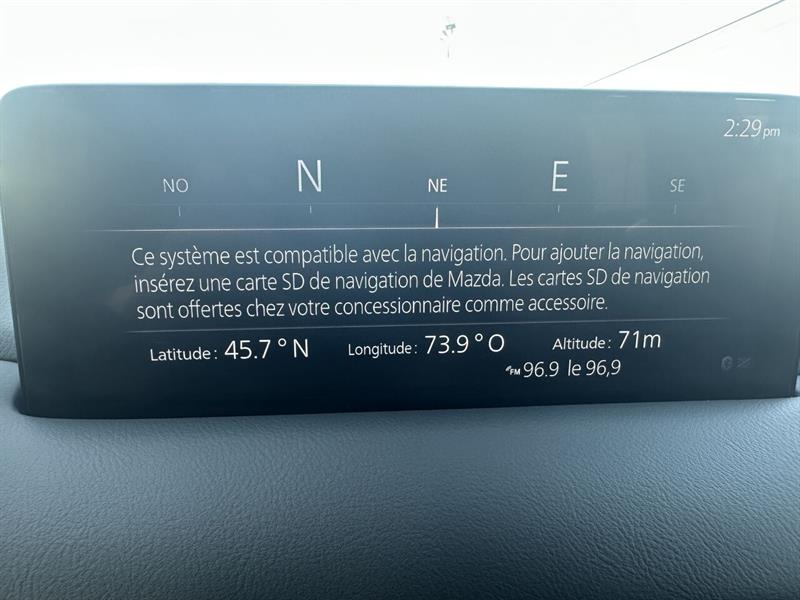 2:29pm
NO N NE E SE
Ce système est compatible avec la navigation. Pour ajouter la navigation,
insérez une carte SD de navigation de Mazda. Les cartes SD de navigation
sont offertes chez votre concessionnaire comme accessoire.
Latitude: 45.7° N Longitude: 73.9° O Altitude: 71m
FM 96.9 le 96,9